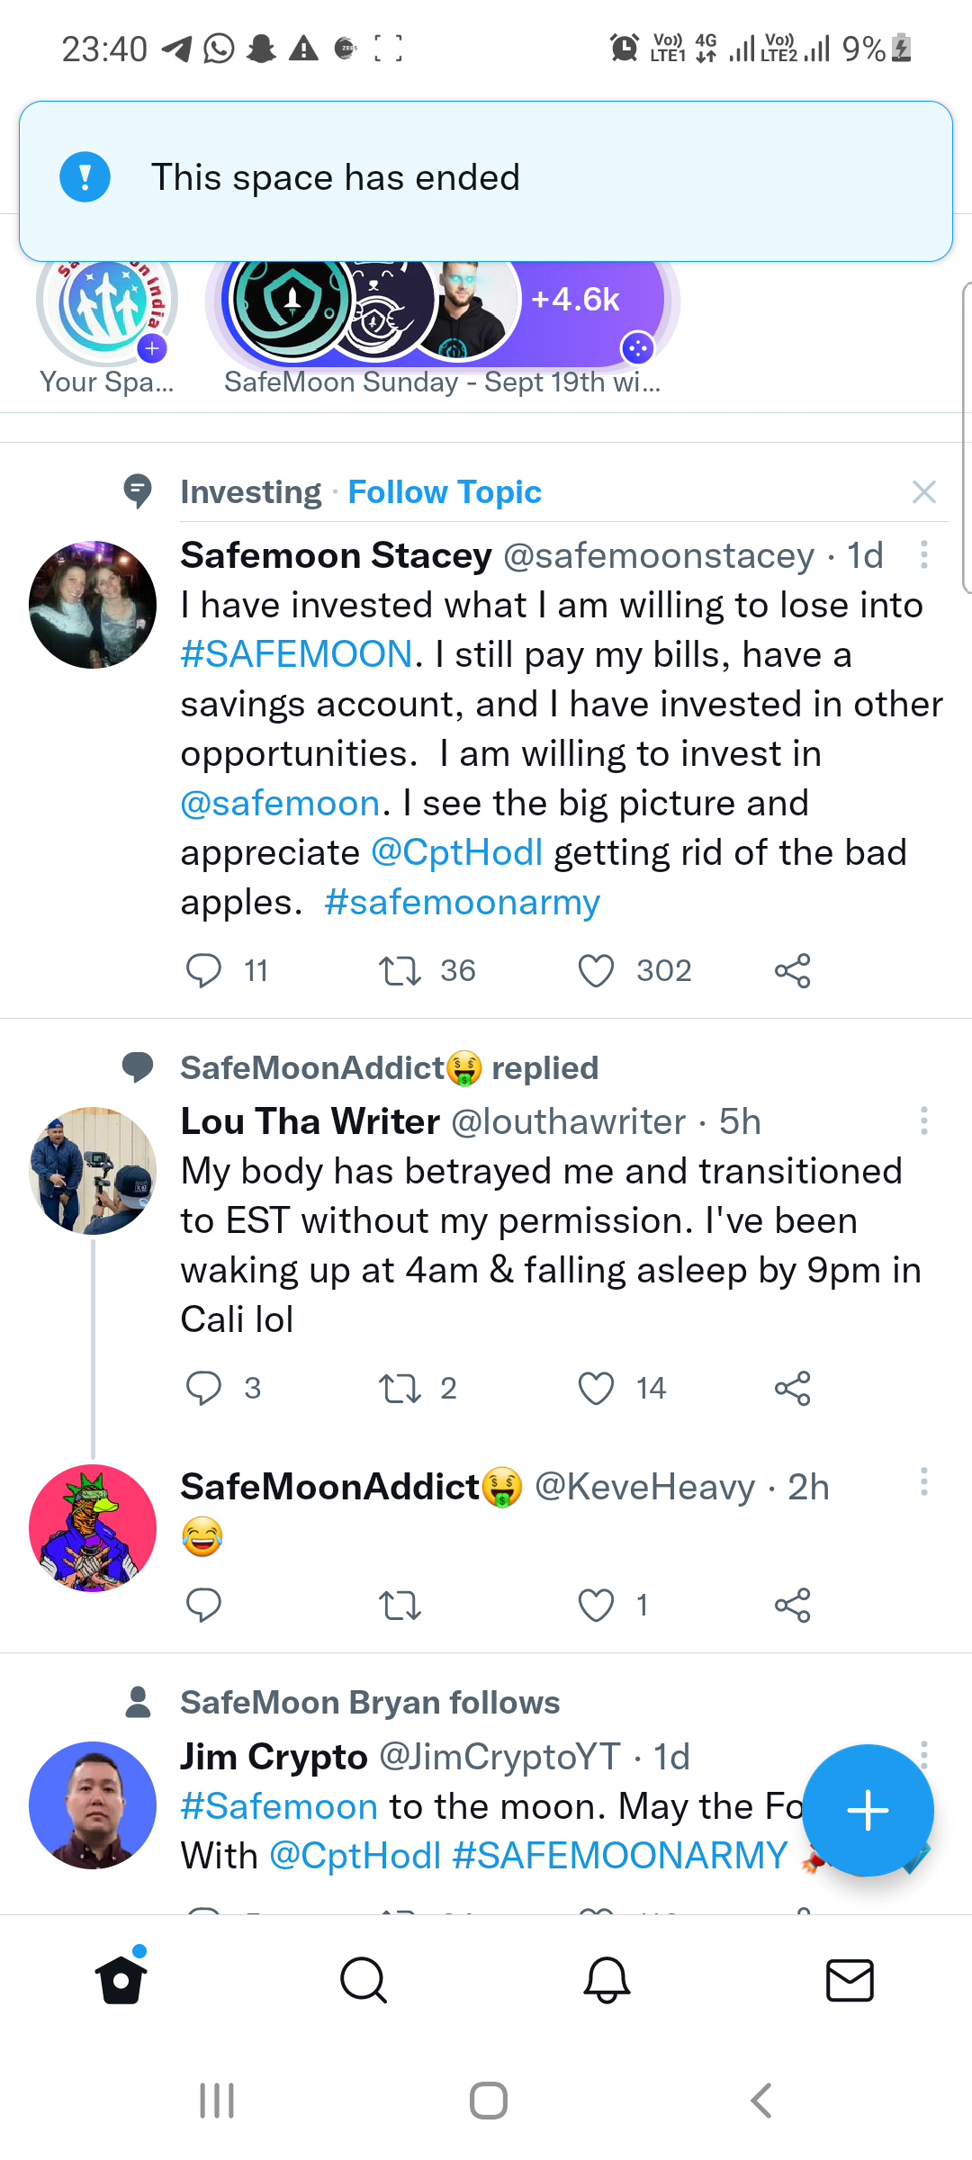 23:40 Vo)) LTE1 4G Vo)) LTE2 9%
This space has ended
+4.6k
Your Spa... SafeMoon Sunday - Sept 19th wi...
Investing · Follow Topic
Safemoon Stacey @safemoonstacey · 1d
I have invested what I am willing to lose into
#SAFEMOON. I still pay my bills, have a
savings account, and I have invested in other
opportunities.  I am willing to invest in
@safemoon. I see the big picture and
appreciate @CptHodl getting rid of the bad
apples.  #safemoonarmy
11 36 302
SafeMoonAddict🤑 replied
Lou Tha Writer @louthawriter · 5h
My body has betrayed me and transitioned
to EST without my permission. I've been
waking up at 4am & falling asleep by 9pm in
Cali lol
3 2 14
SafeMoonAddict🤑 @KeveHeavy · 2h
😂
1
SafeMoon Bryan follows
Jim Crypto @JimCryptoYT · 1d
#Safemoon to the moon. May the Fo
With @CptHodl #SAFEMOONARMY 🚀